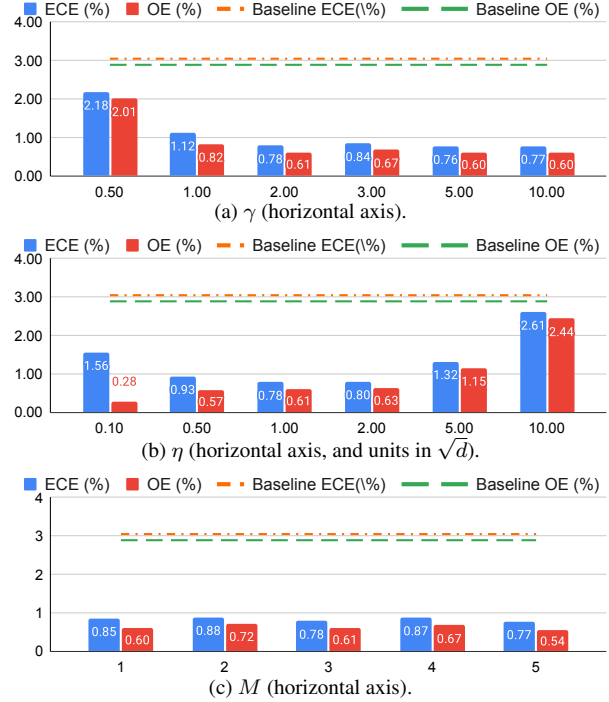 ECE (%) OE (%) Baseline ECE(\%) Baseline OE (%)
4.00
3.00
2.00
1.00
0.00
2.18 2.01 1.12 0.82 0.78 0.61 0.84 0.67 0.76 0.60 0.77 0.60
0.50 1.00 2.00 3.00 5.00 10.00
(a) γ (horizontal axis).
ECE (%) OE (%) Baseline ECE(\%) Baseline OE (%)
4.00
3.00
2.00
1.00
0.00
1.56 0.28 0.93 0.57 0.78 0.61 0.80 0.63 1.32 1.15 2.61 2.44
0.10 0.50 1.00 2.00 5.00 10.00
(b) η (horizontal axis, and units in √d).
ECE (%) OE (%) Baseline ECE(\%) Baseline OE (%)
4
3
2
1
0
0.85 0.60 0.88 0.72 0.78 0.61 0.87 0.67 0.77 0.54
1 2 3 4 5
(c) M (horizontal axis).